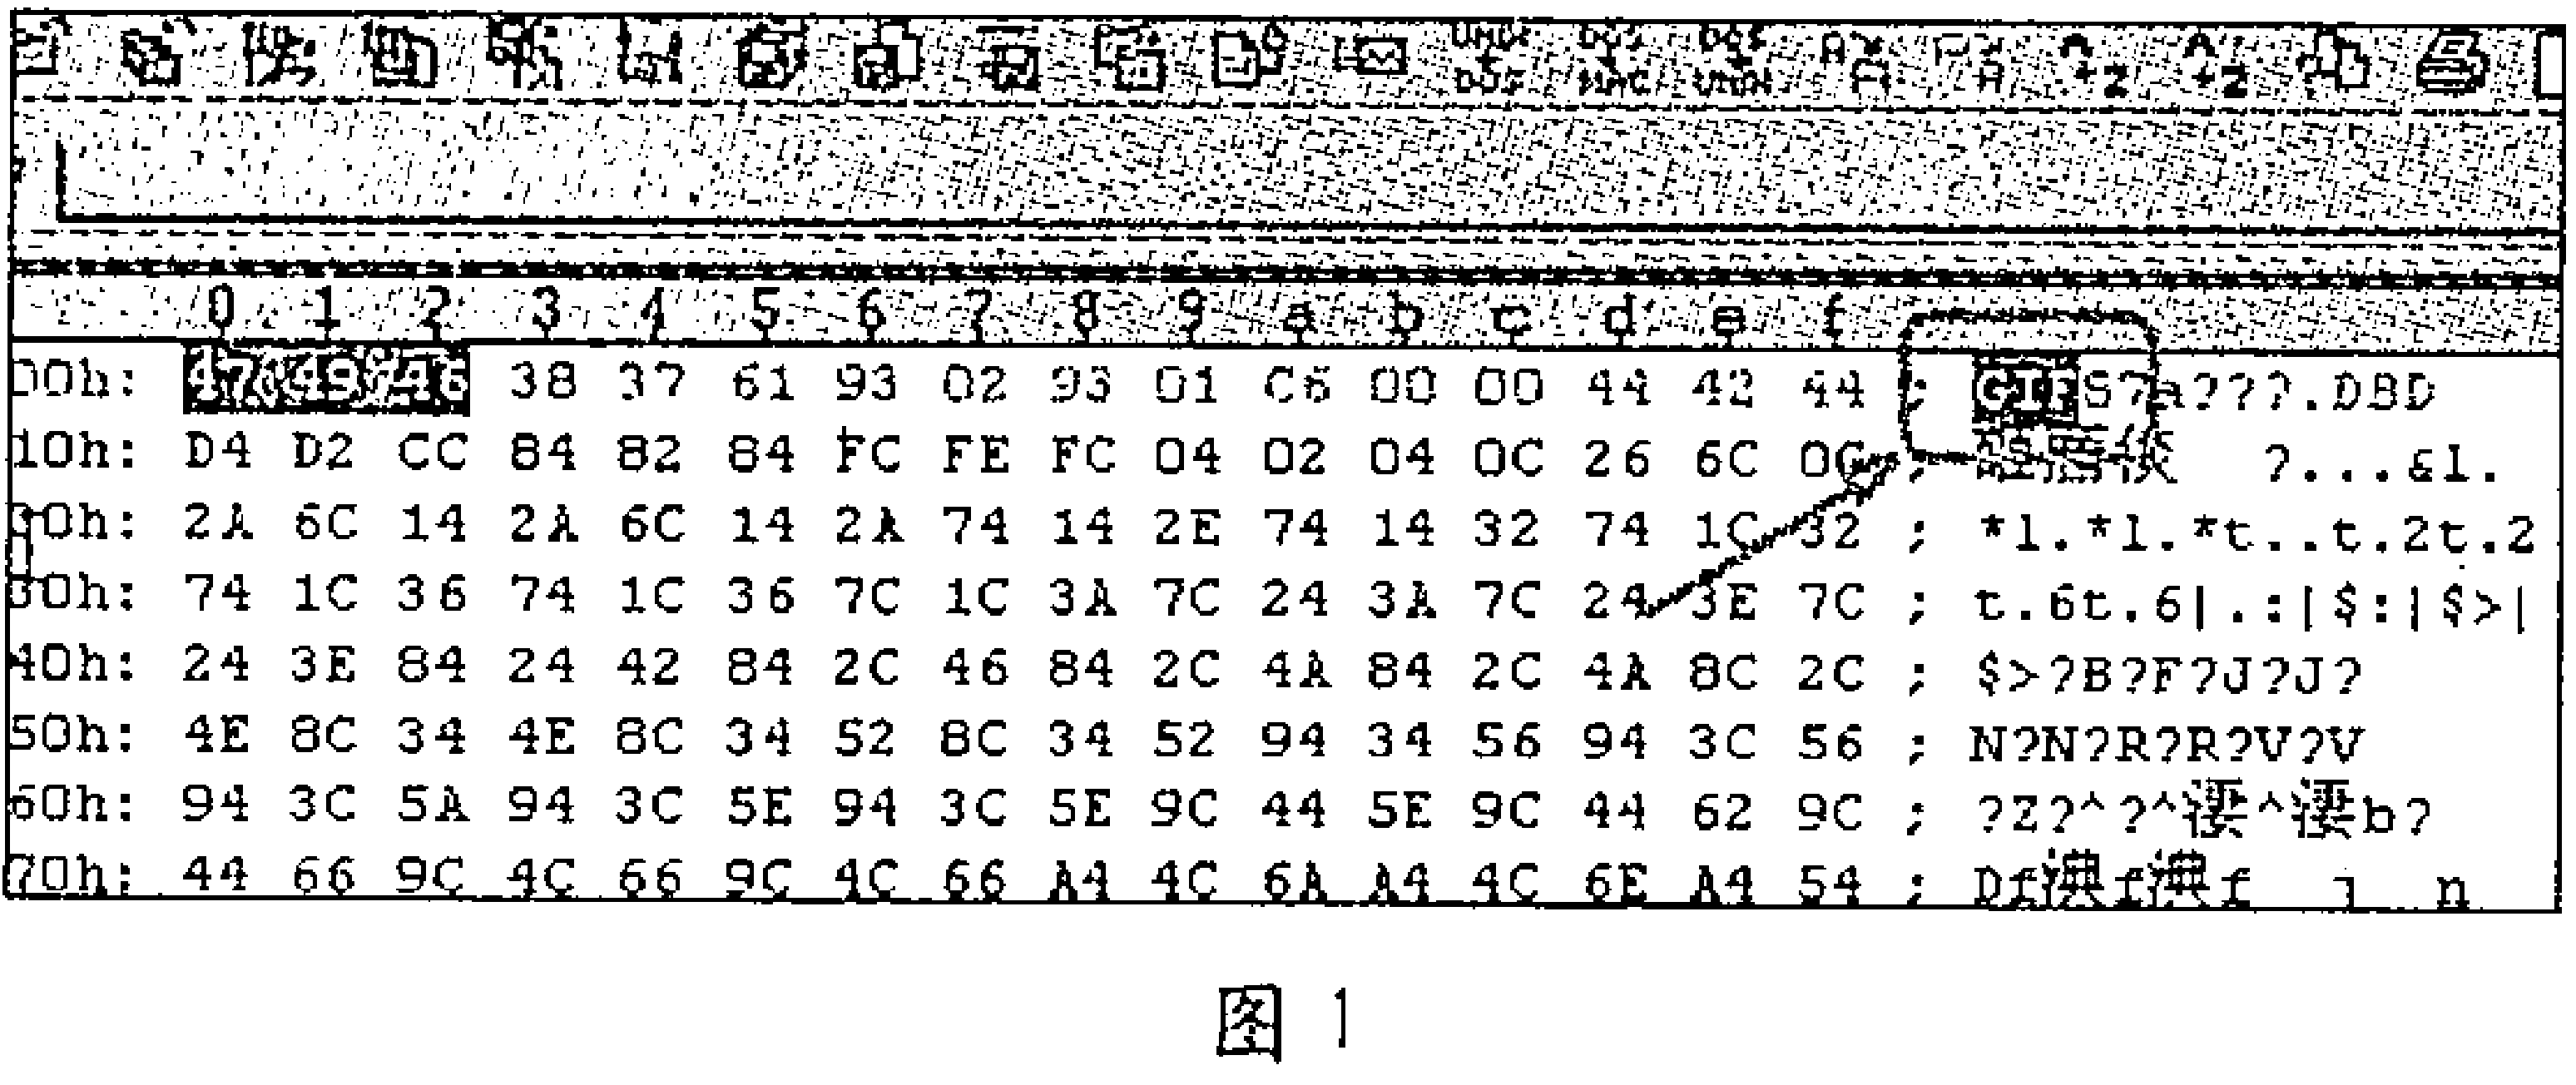 DOS MAC UNIX
0 1 2 3 4 5 6 7 8 9 a b c d e f
00h: 47 49 46 38 37 61 93 02 93 01 C6 00 00 44 42 44 ; GIF87a???.DBD
10h: D4 D2 CC 84 82 84 FC FE FC 04 02 04 0C 26 6C 0C ; ?...&l.
2A 6C 14 2A 6C 14 2A 74 14 2E 74 14 32 74 1C 32 ; *l.*l.*t..t.2t.2
30h: 74 1C 36 74 1C 36 7C 1C 3A 7C 24 3A 7C 24 3E 7C ; t.6t.6|.:|$:|$>|
40h: 24 3E 84 24 42 84 2C 46 84 2C 4A 84 2C 4A 8C 2C ; $>?B?F?J?J?
50h: 4E 8C 34 4E 8C 34 52 8C 34 52 94 34 56 94 3C 56 ; N?N?R?R?V?V
60h: 94 3C 5A 94 3C 5E 94 3C 5E 9C 44 5E 9C 44 62 9C ; ?Z?^?^ ^ b?
70h: 44 66 9C 4C 66 9C 4C 66 A4 4C 6A A4 4C 6E A4 54 ; Df f f j n
图 1